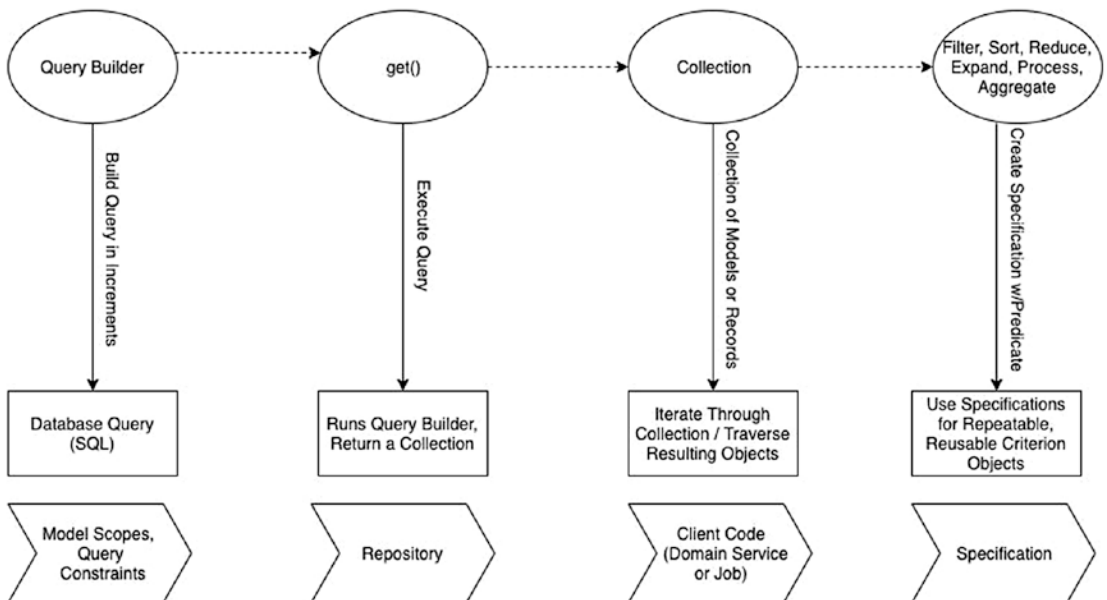 Query Builder
get()
Collection
Filter, Sort, Reduce,
Expand, Process,
Aggregate
Build Query in Increments
Execute Query
Collection of Models or Records
Create Specification w/Predicate
Database Query
(SQL)
Runs Query Builder,
Return a Collection
Iterate Through
Collection / Traverse
Resulting Objects
Use Specifications
for Repeatable,
Reusable Criterion
Objects
Model Scopes,
Query
Constraints
Repository
Client Code
(Domain Service
or Job)
Specification